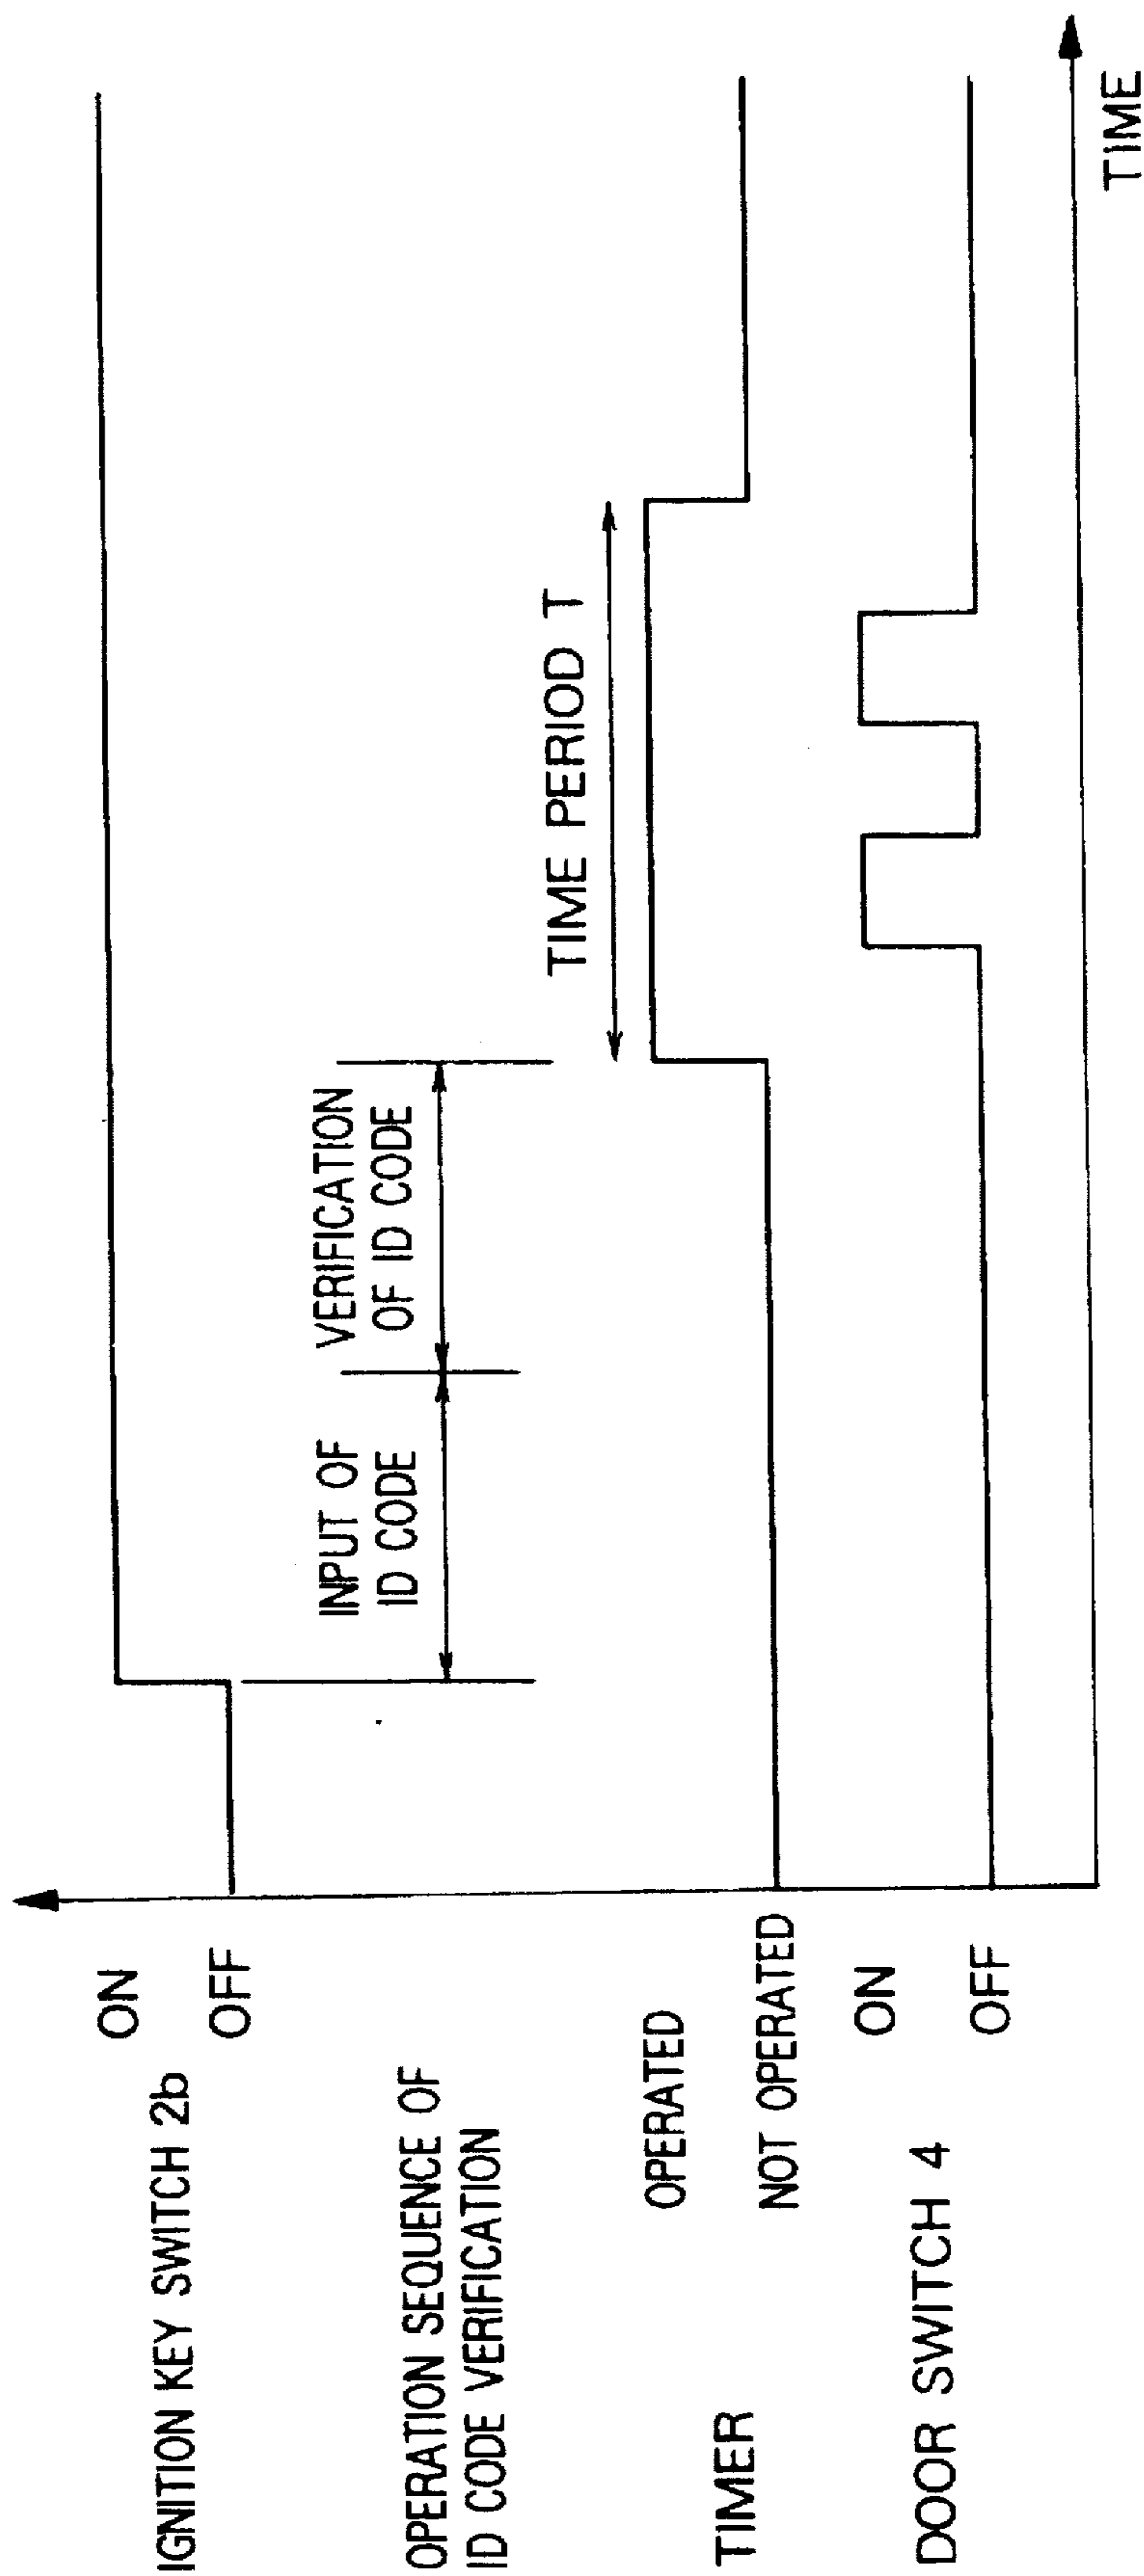 IGNITION KEY SWITCH 2b
ON
OFF
OPERATION SEQUENCE OF
ID CODE VERIFICATION
INPUT OF
ID CODE
VERIFICATION
OF ID CODE
TIMER
OPERATED
NOT OPERATED
TIME PERIOD T
DOOR SWITCH 4
ON
OFF
TIME